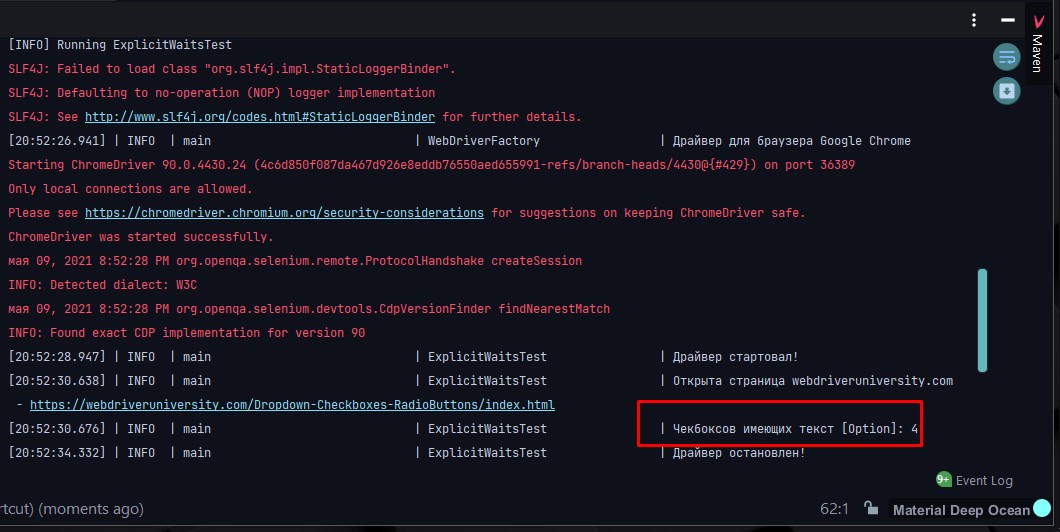 Maven
[INFO] Running ExplicitWaitsTest
SLF4J: Failed to load class "org.slf4j.impl.StaticLoggerBinder".
SLF4J: Defaulting to no-operation (NOP) logger implementation
SLF4J: See http://www.slf4j.org/codes.html#StaticLoggerBinder for further details.
[20:52:26.941] | INFO | main | WebDriverFactory | Драйвер для браузера Google Chrome
Starting ChromeDriver 90.0.4430.24 (4c6d850f087da467d926e8eddb76550aed655991-refs/branch-heads/4430@{#429}) on port 36389
Only local connections are allowed.
Please see https://chromedriver.chromium.org/security-considerations for suggestions on keeping ChromeDriver safe.
ChromeDriver was started successfully.
мая 09, 2021 8:52:28 PM org.openqa.selenium.remote.ProtocolHandshake createSession
INFO: Detected dialect: W3C
мая 09, 2021 8:52:28 PM org.openqa.selenium.devtools.CdpVersionFinder findNearestMatch
INFO: Found exact CDP implementation for version 90
[20:52:28.947] | INFO | main | ExplicitWaitsTest | Драйвер стартовал!
[20:52:30.638] | INFO | main | ExplicitWaitsTest | Открыта страница webdriveruniversity.com
- https://webdriveruniversity.com/Dropdown-Checkboxes-RadioButtons/index.html
[20:52:30.676] | INFO | main | ExplicitWaitsTest | Чекбоксов имеющих текст [Option]: 4
[20:52:34.332] | INFO | main | ExplicitWaitsTest | Драйвер остановлен!
9+ Event Log
rtcut) (moments ago) 62:1 Material Deep Ocean